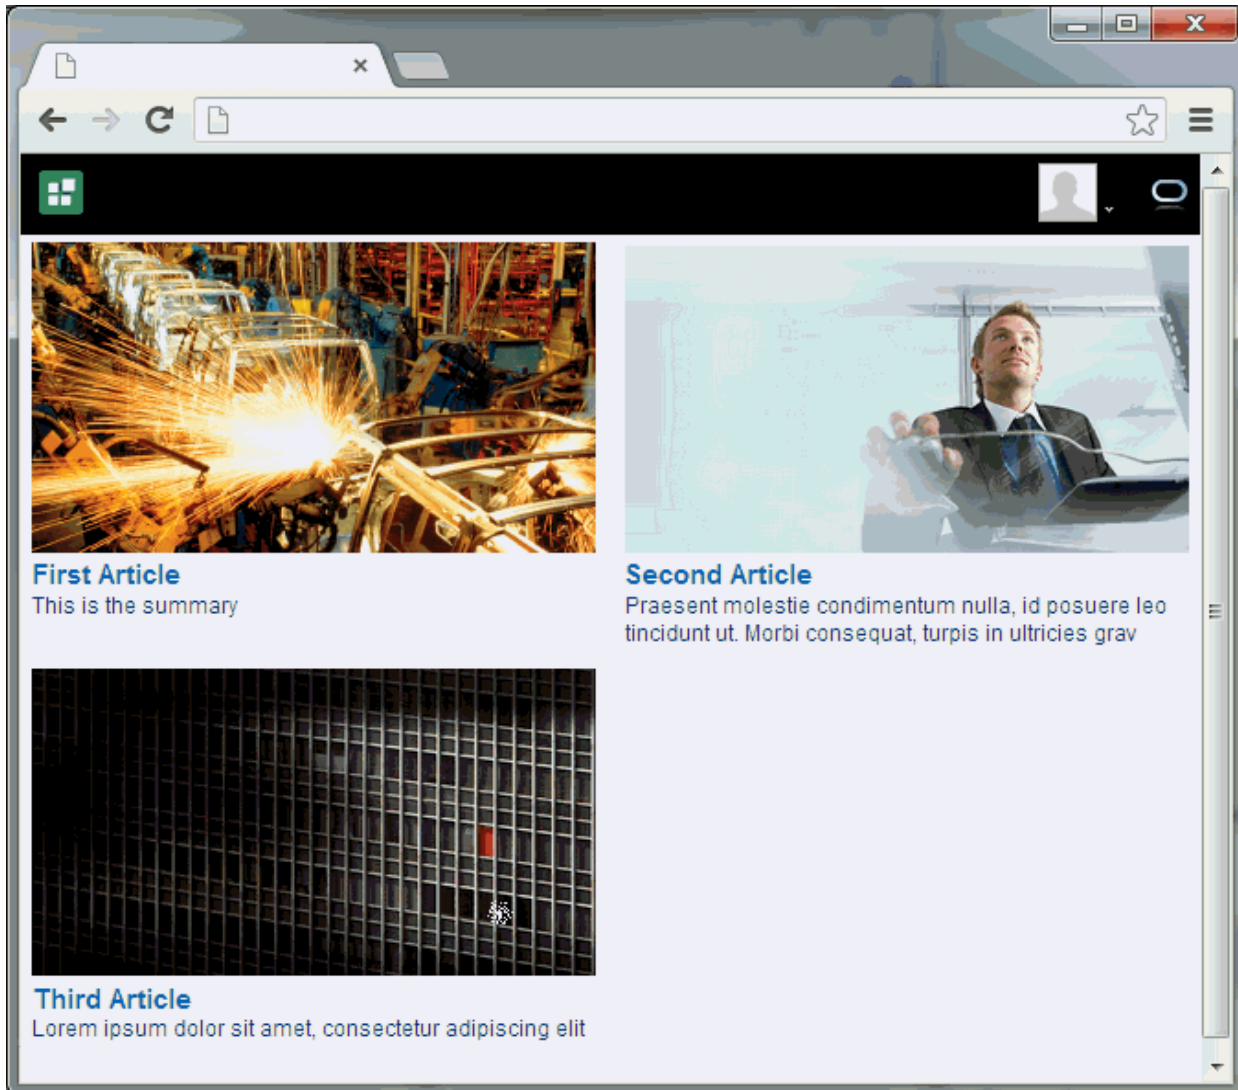 First Article
This is the summary
Second Article
Praesent molestie condimentum nulla, id posuere leo
tincidunt ut. Morbi consequat, turpis in ultricies grav
Third Article
Lorem ipsum dolor sit amet, consectetur adipiscing elit